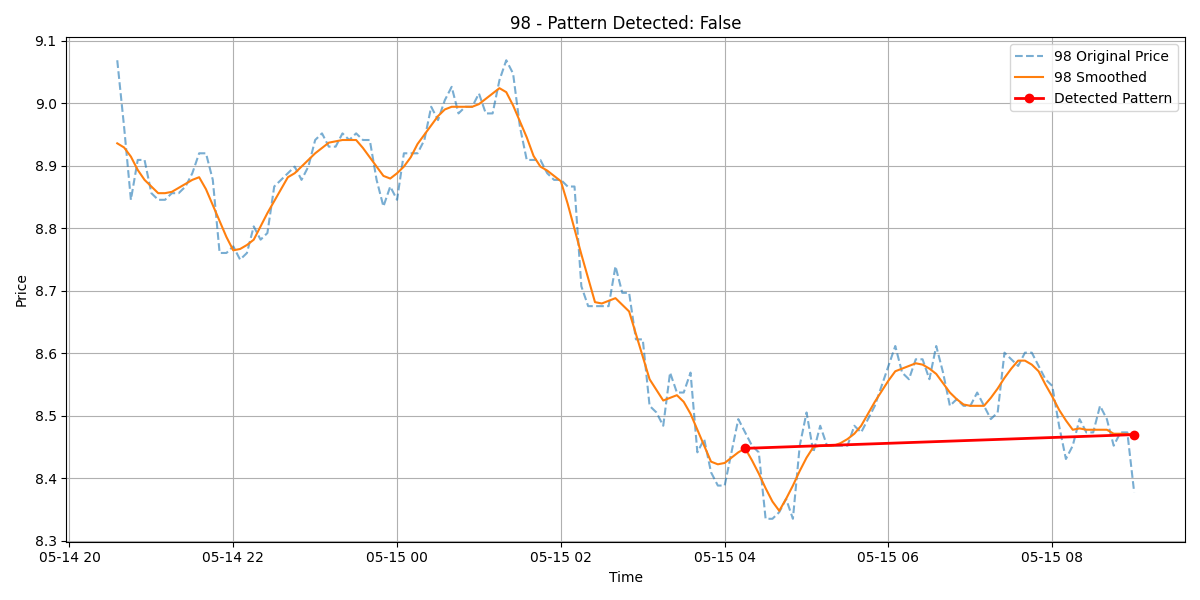 98 - Pattern Detected: False
98 Original Price
98 Smoothed
Detected Pattern
Price
9.1
9.0
8.9
8.8
8.7
8.6
8.5
8.4
8.3
05-14 20
05-14 22
05-15 00
05-15 02
05-15 04
05-15 06
05-15 08
Time